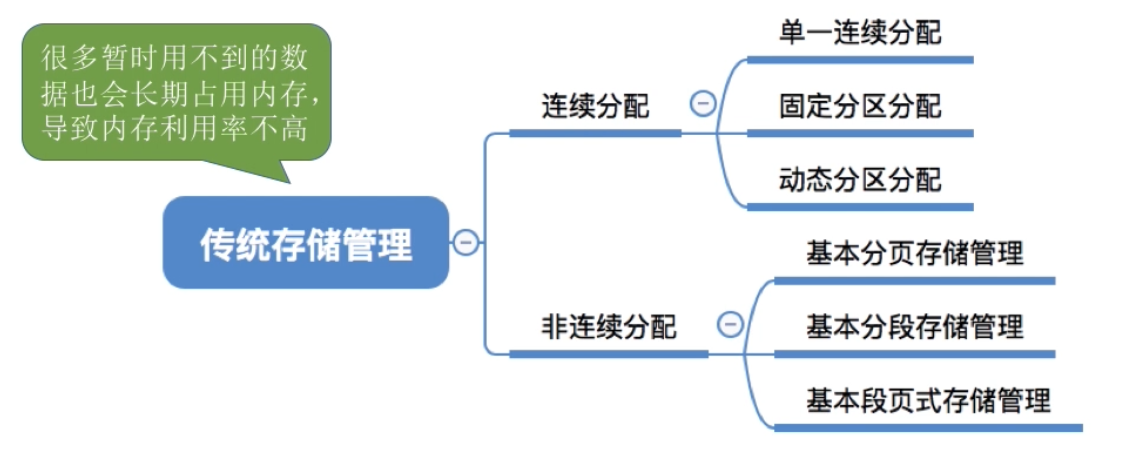 很多暂时用不到的数
据也会长期占用内存，
导致内存利用率不高
传统存储管理
连续分配
单一连续分配
固定分区分配
动态分区分配
非连续分配
基本分页存储管理
基本分段存储管理
基本段页式存储管理